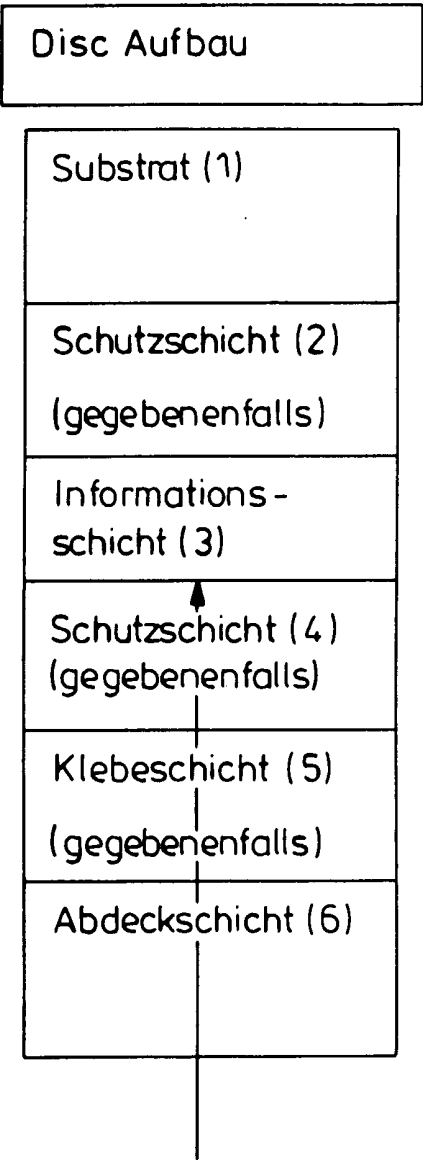 Disc Aufbau
Substrat (1)
Schutzschicht (2)
(gegebenenfalls)
Informations-
schicht (3)
Schutzschicht (4)
(gegebenenfalls)
Klebeschicht (5)
(gegebenenfalls)
Abdeckschicht (6)